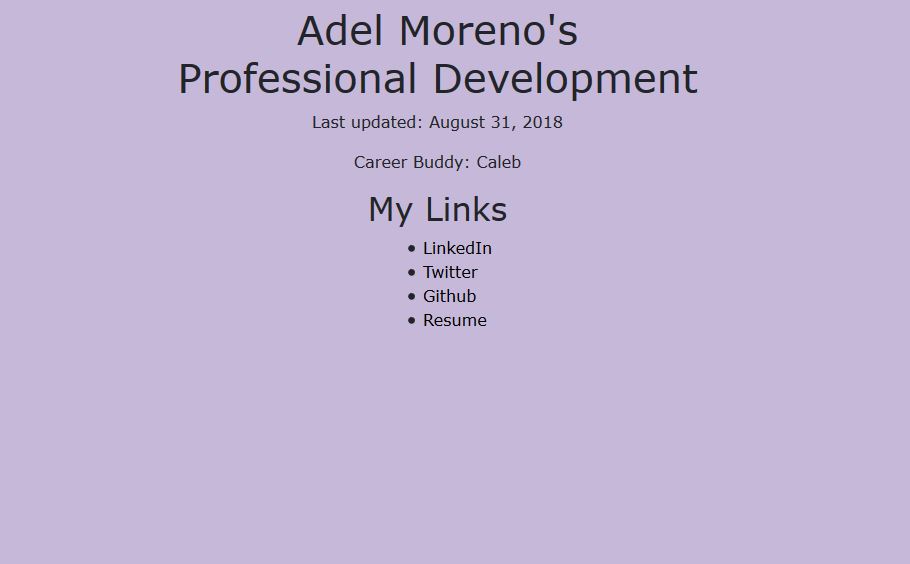 Adel Moreno's
Professional Development
Last updated: August 31, 2018
Career Buddy: Caleb
My Links
• LinkedIn
• Twitter
• Github
• Resume